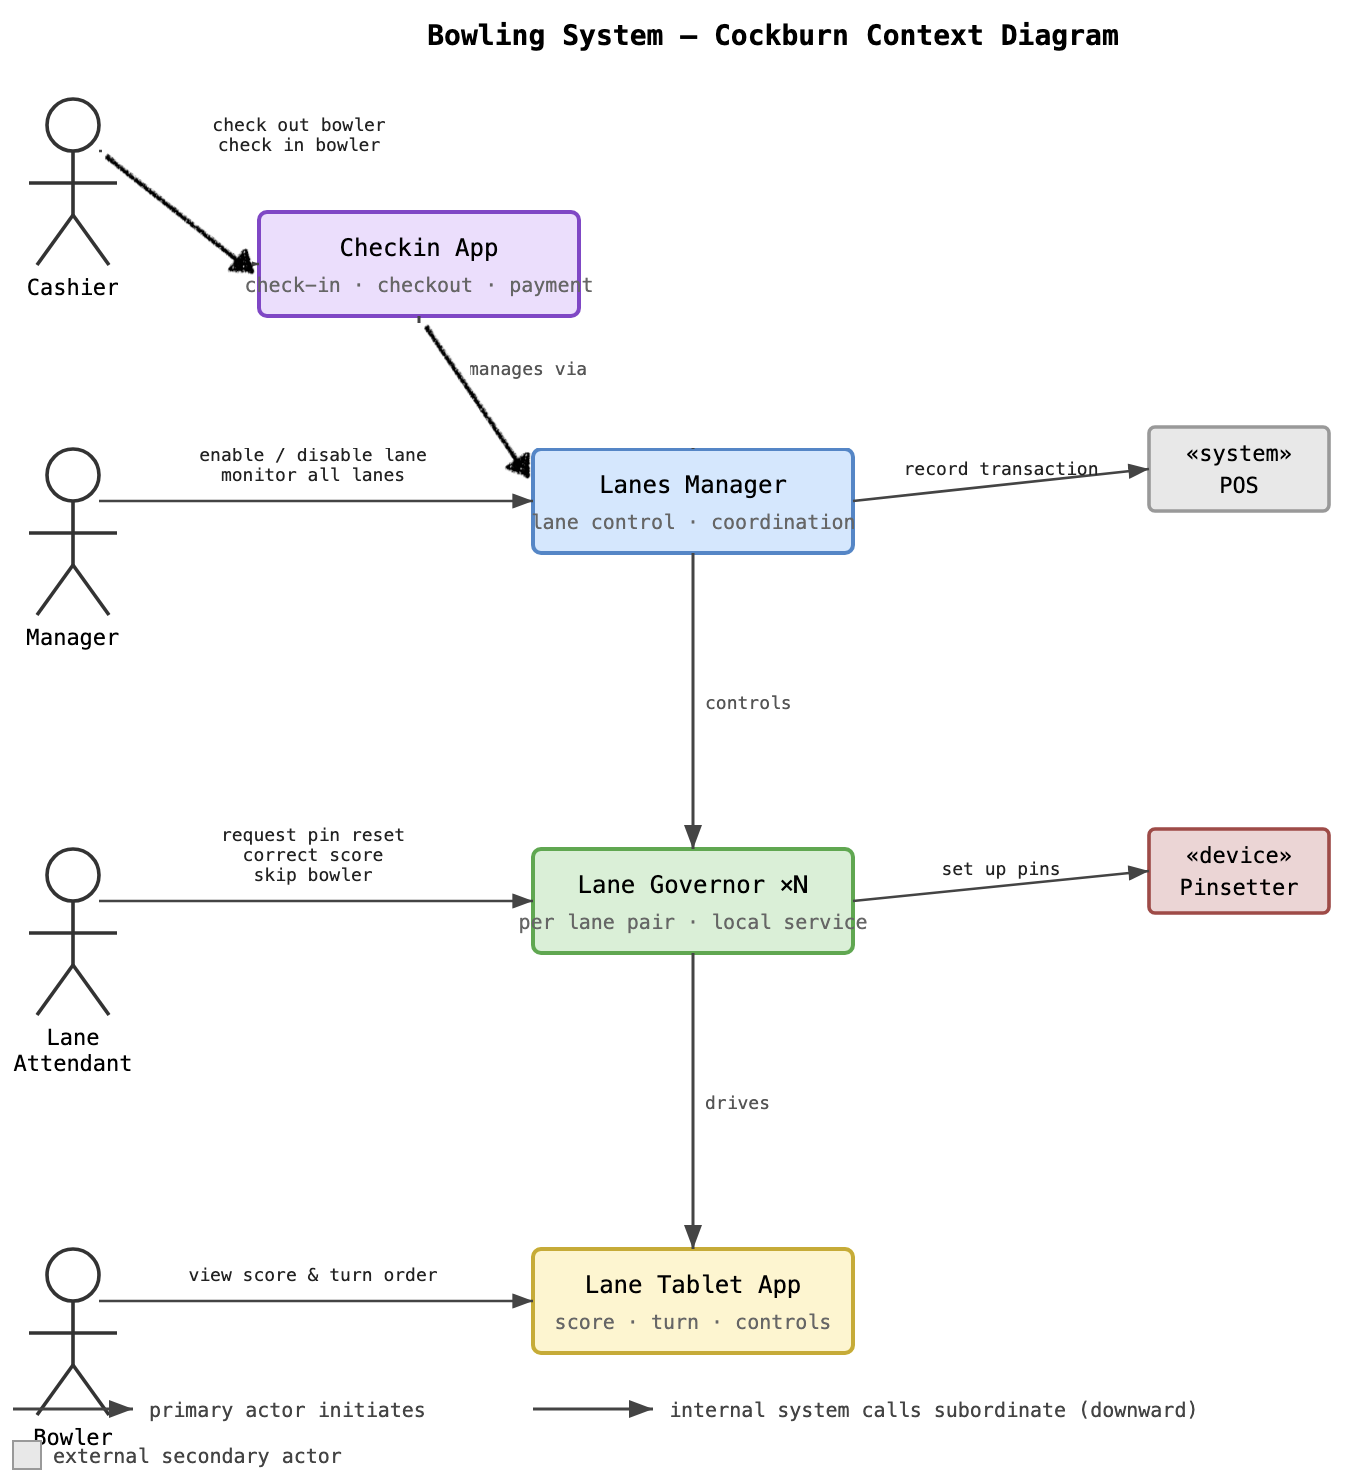 Bowling System — Cockburn Context Diagram
check out bowler
check in bowler
Checkin App
check-in · checkout · payment
Cashier
manages via
enable / disable lane
monitor all lanes
Lanes Manager
lane control · coordination
record transaction
«system»
POS
Manager
controls
request pin reset
correct score
skip bowler
Lane Governor ×N
per lane pair · local service
set up pins
«device»
Pinsetter
Lane
Attendant
drives
view score & turn order
Lane Tablet App
score · turn · controls
primary actor initiates
internal system calls subordinate (downward)
Bowler
external secondary actor